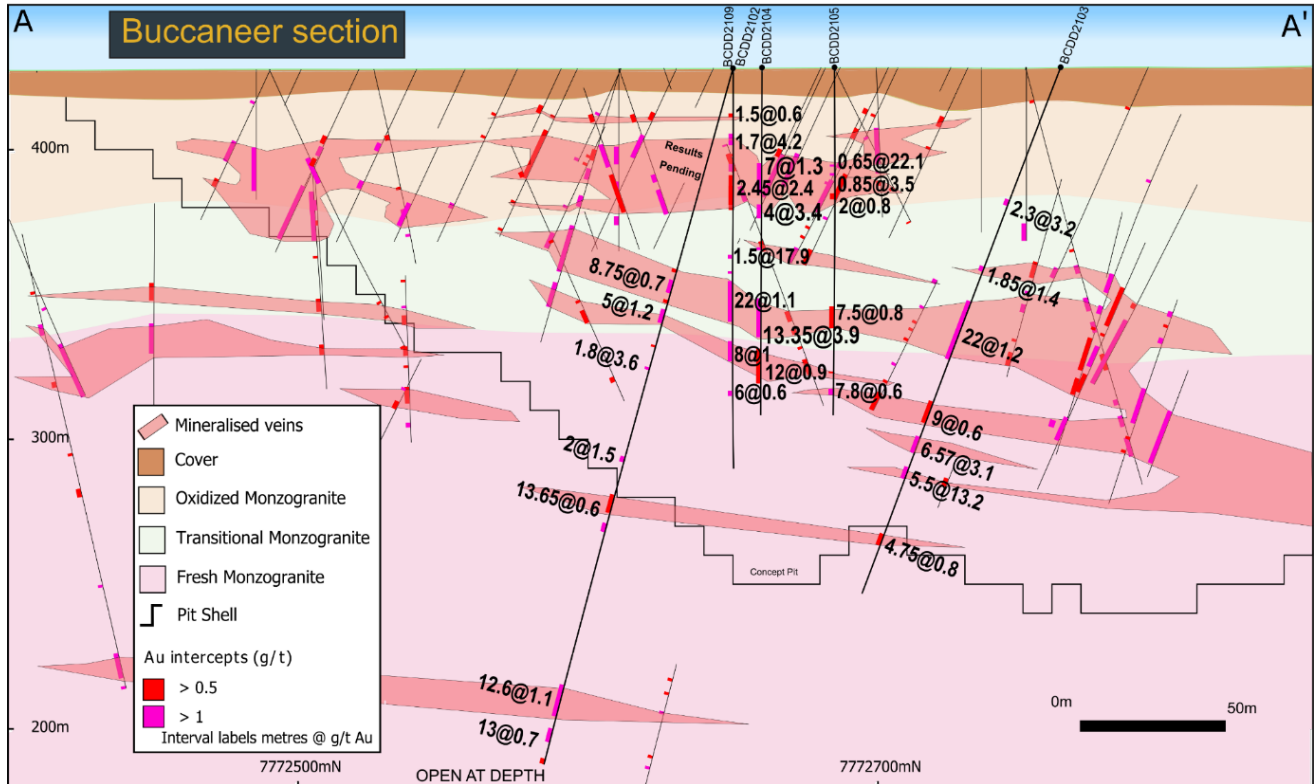 A
Buccaneer section
A'
BCDD2109
BCDD2102
BCDD2104
BCDD2105
BCDD2103
400m
300m
200m
1.5@0.6
1.7@4.2
Results
Pending
7@1.3
0.65@22.1
2.45@2.4
0.85@3.5
4@3.4
2@0.8
2.3@3.2
1.5@17.9
8.75@0.7
1.85@1.4
5@1.2
22@1.1
7.5@0.8
13.35@3.9
22@1.2
1.8@3.6
8@1
12@0.9
6@0.6
7.8@0.6
9@0.6
2@1.5
6.57@3.1
5.5@13.2
13.65@0.6
4.75@0.8
Concept Pit
12.6@1.1
13@0.7
OPEN AT DEPTH
Mineralised veins
Cover
Oxidized Monzogranite
Transitional Monzogranite
Fresh Monzogranite
Pit Shell
Au intercepts (g/t)
> 0.5
> 1
Interval labels metres @ g/t Au
0m
50m
7772500mN
7772700mN